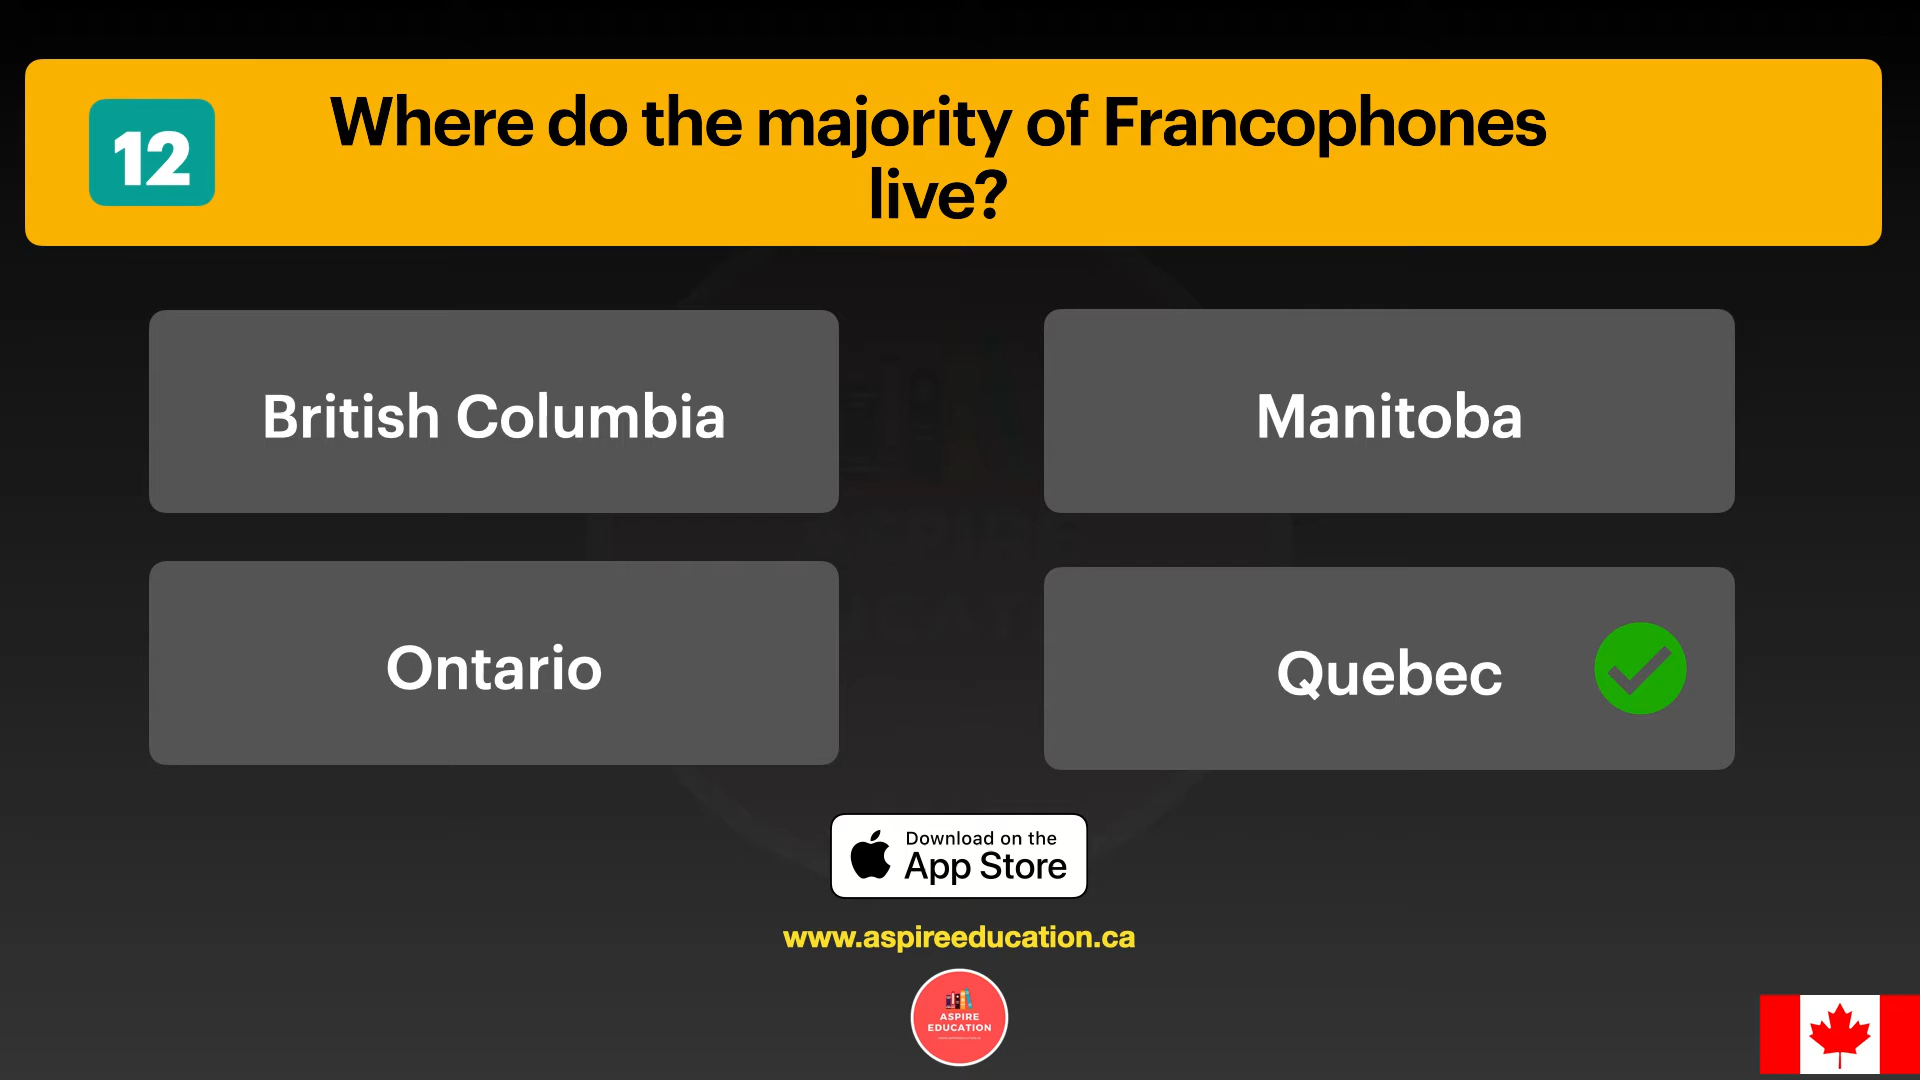 12
Where do the majority of Francophones
live?
British Columbia
Manitoba
Ontario
Quebec
Download on the
App Store
www.aspireeducation.ca
ASPIRE
EDUCATION